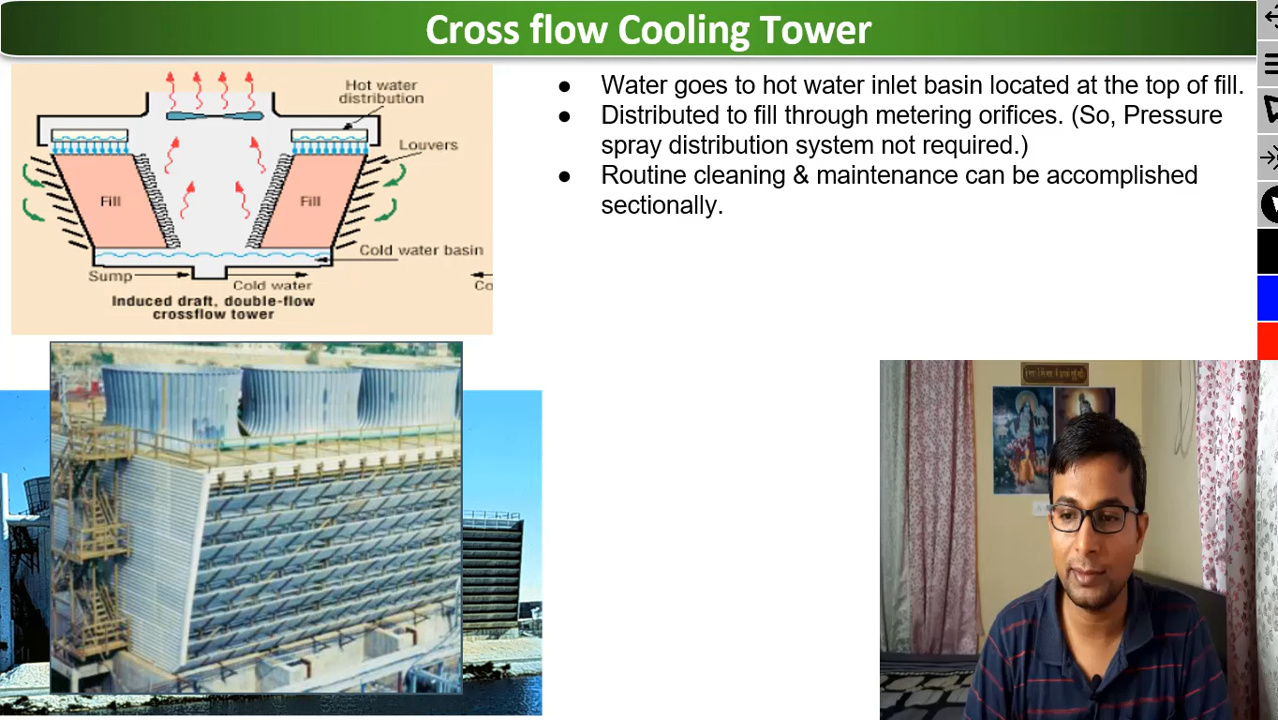 Cross flow Cooling Tower
Hot water
distribution
Louvers
Fill
Fill
Cold water basin
Sump
Cold water
Co
Induced draft, double-flow
crossflow tower
● Water goes to hot water inlet basin located at the top of fill.
● Distributed to fill through metering orifices. (So, Pressure
spray distribution system not required.)
● Routine cleaning & maintenance can be accomplished
sectionally.